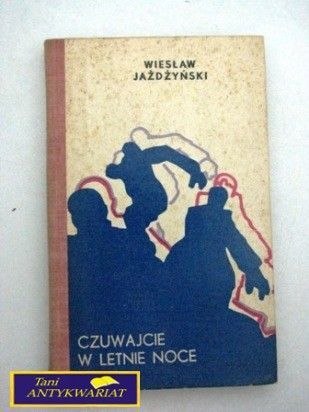 WIESŁAW
JAŻDŻYŃSKI
CZUWAJCIE
W LETNIE NOCE
Tani
ANTYKWARIAT